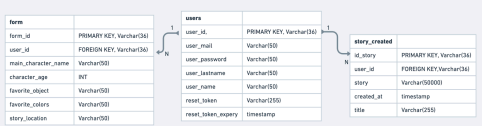 form
form_id PRIMARY KEY, Varchar(36)
user_id FOREIGN KEY, Varchar(36)
main_character_name Varchar(50)
character_age INT
favorite_object Varchar(50)
favorite_colors Varchar(50)
story_location Varchar(50)
N
1
users
user_id, PRIMARY KEY, Varchar(36)
user_mail Varchar(50)
user_password Varchar(50)
user_lastname Varchar(50)
user_name Varchar(50)
reset_token Varchar(255)
reset_token_expery timestamp
1
N
story_created
id_story PRIMARY KEY, Varchar(36)
user_id FOREIGN KEY,Varchar(36)
story Varchar(50000)
created_at timestamp
title Varchar(255)